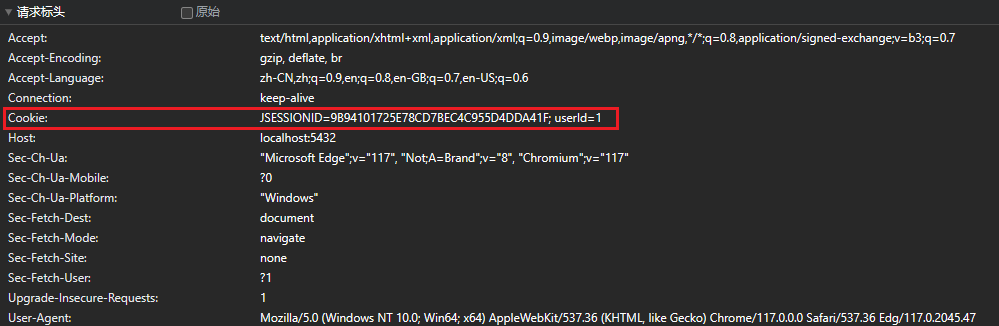 请求标头 原始
Accept: text/html,application/xhtml+xml,application/xml;q=0.9,image/webp,image/apng,*/*;q=0.8,application/signed-exchange;v=b3;q=0.7
Accept-Encoding: gzip, deflate, br
Accept-Language: zh-CN,zh;q=0.9,en;q=0.8,en-GB;q=0.7,en-US;q=0.6
Connection: keep-alive
Cookie: JSESSIONID=9B94101725E78CD7BEC4C955D4DDA41F; userId=1
Host: localhost:5432
Sec-Ch-Ua: "Microsoft Edge";v="117", "Not;A=Brand";v="8", "Chromium";v="117"
Sec-Ch-Ua-Mobile: ?0
Sec-Ch-Ua-Platform: "Windows"
Sec-Fetch-Dest: document
Sec-Fetch-Mode: navigate
Sec-Fetch-Site: none
Sec-Fetch-User: ?1
Upgrade-Insecure-Requests: 1
User-Agent: Mozilla/5.0 (Windows NT 10.0; Win64; x64) AppleWebKit/537.36 (KHTML, like Gecko) Chrome/117.0.0.0 Safari/537.36 Edg/117.0.2045.47